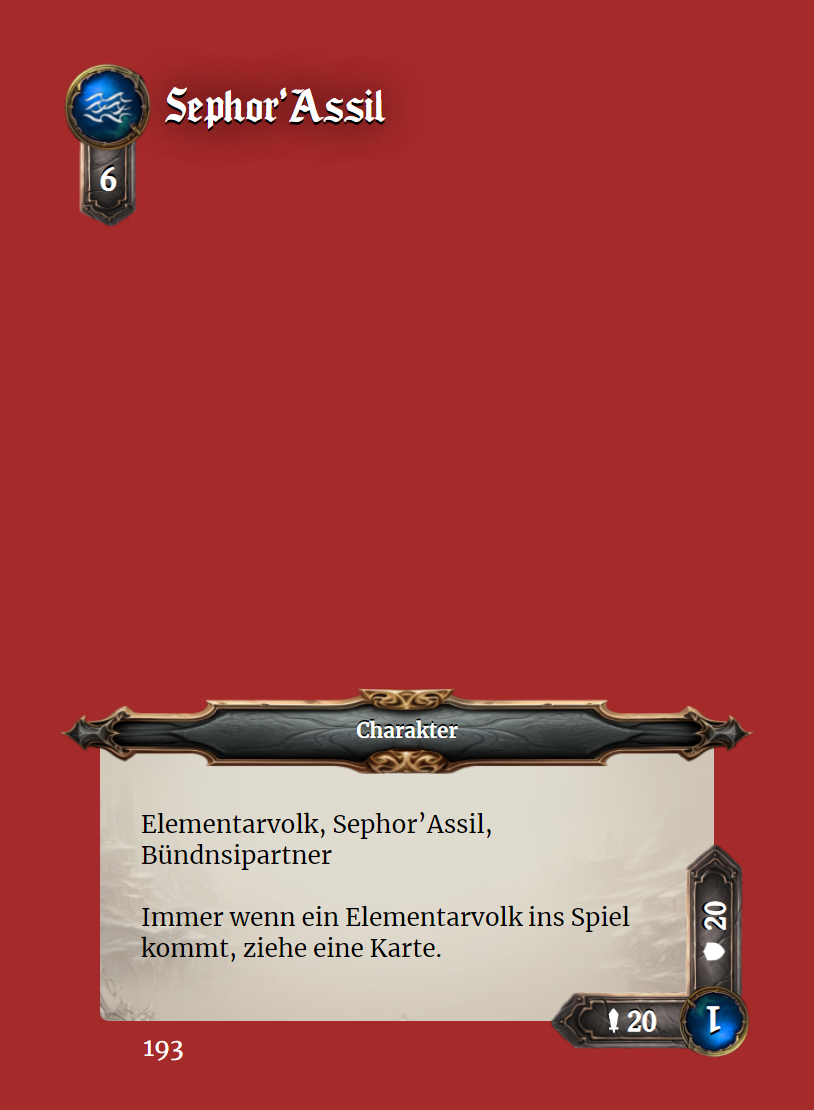 Sephor'Assil
6
Charakter
Elementarvolk, Sephor’Assil,
Bündnsipartner
Immer wenn ein Elementarvolk ins Spiel
kommt, ziehe eine Karte.
20
20
1
193